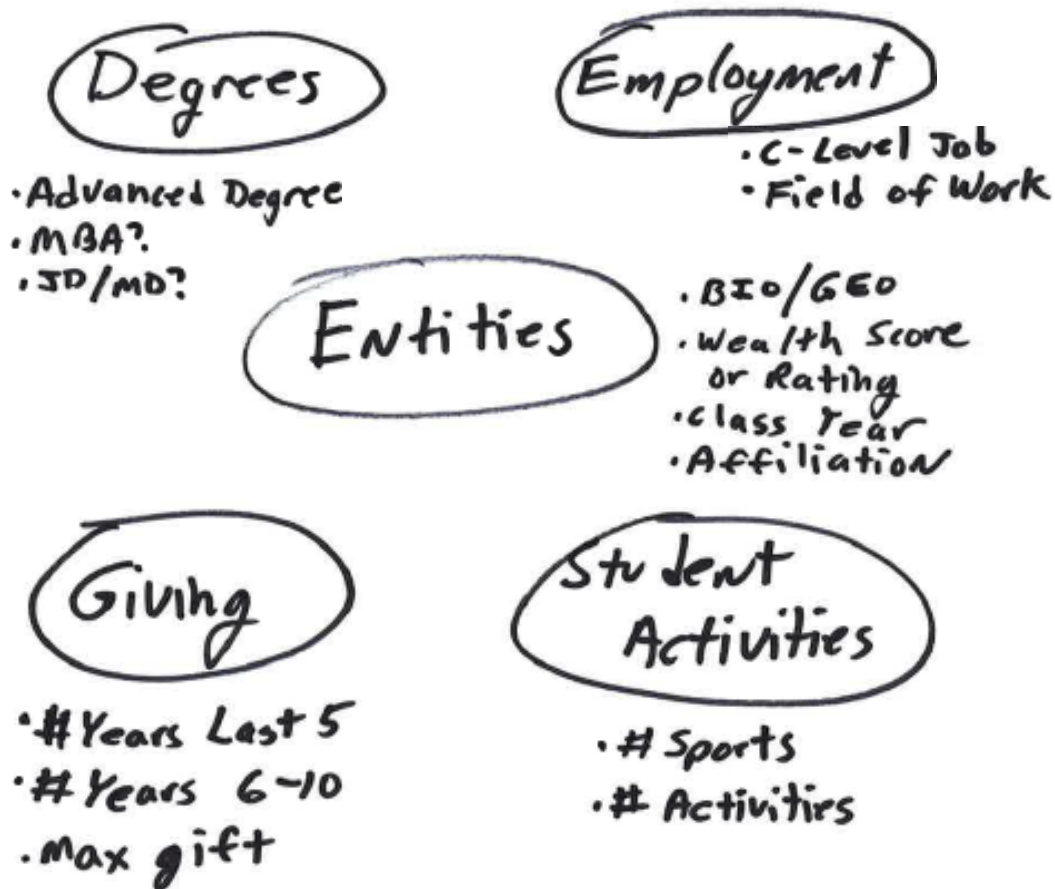 Degrees
·Advanced Degree
·MBA?
·JD/MD?
Employment
·C-Level Job
·Field of Work
Entities
·BIO/GEO
·Wealth Score
or Rating
·Class Year
·Affiliation
Giving
·# Years Last 5
·# Years 6-10
·Max gift
Student
Activities
·# Sports
·# Activities